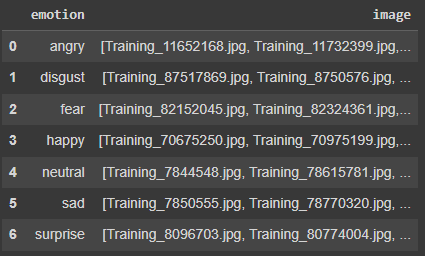 emotion image
0 angry [Training_11652168.jpg, Training_11732399.jpg,...
1 disgust [Training_87517869.jpg, Training_8750576.jpg, ...
2 fear [Training_82152045.jpg, Training_82324361.jpg,...
3 happy [Training_70675250.jpg, Training_70975199.jpg,...
4 neutral [Training_7844548.jpg, Training_78615781.jpg, ...
5 sad [Training_7850555.jpg, Training_78770320.jpg, ...
6 surprise [Training_8096703.jpg, Training_80774004.jpg, ...